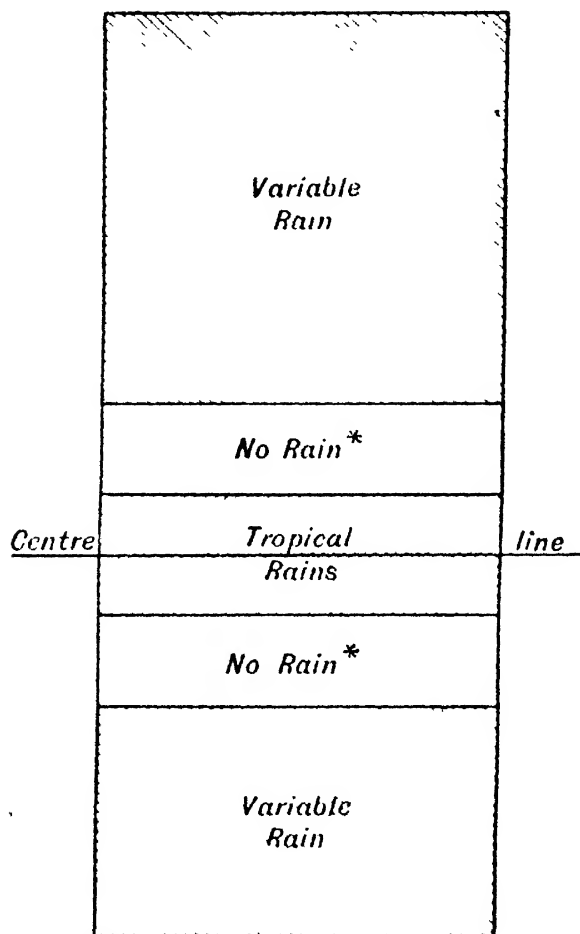 Variable
Rain
No Rain*
Centre Tropical line
Rains
No Rain*
Variable
Rain